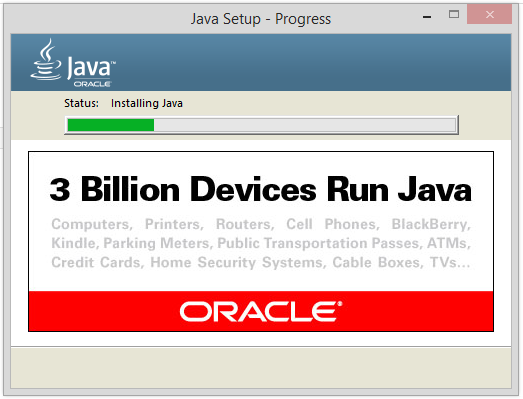 Java Setup - Progress
Java™
ORACLE
Status: Installing Java
3 Billion Devices Run Java
Computers, Printers, Routers, Cell Phones, BlackBerry,
Kindle, Parking Meters, Public Transportation Passes, ATMs,
Credit Cards, Home Security Systems, Cable Boxes, TVs...
ORACLE®